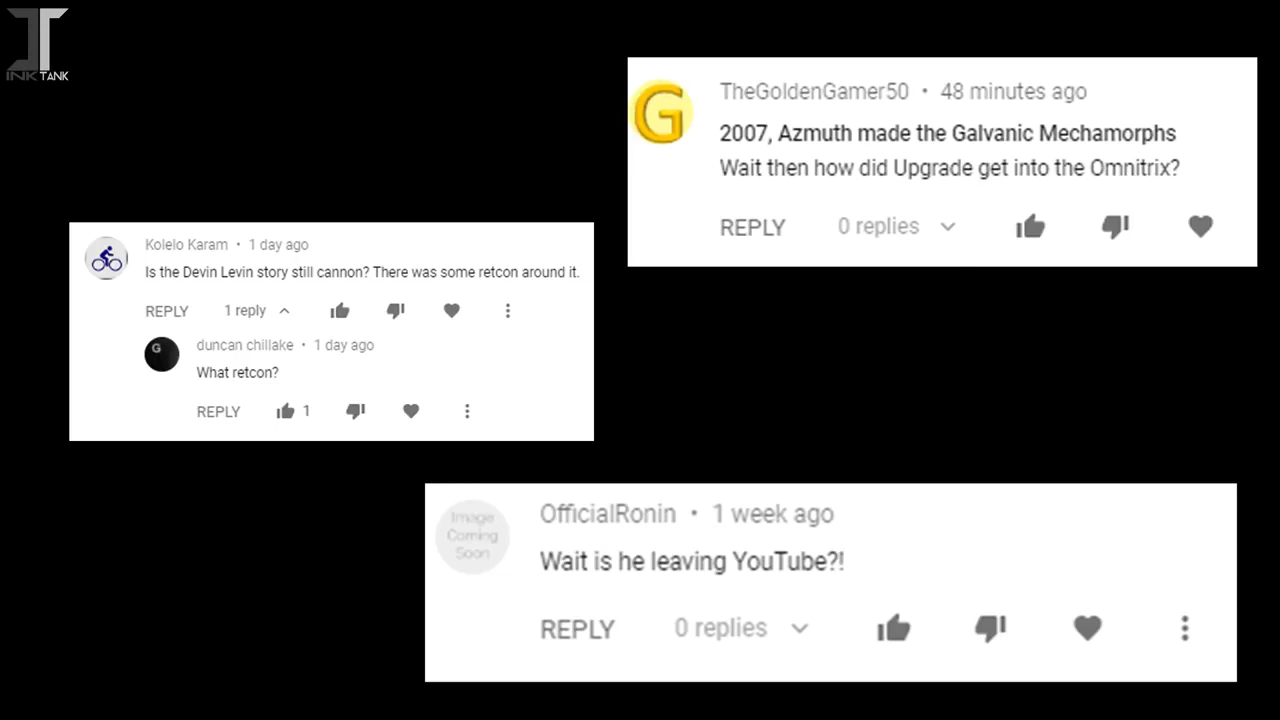 INK TANK
TheGoldenGamer50 • 48 minutes ago
G
2007, Azmuth made the Galvanic Mechamorphs
Wait then how did Upgrade get into the Omnitrix?
REPLY 0 replies
Kolelo Karam • 1 day ago
Is the Devin Levin story still cannon? There was some retcon around it.
REPLY 1 reply
G
duncan chillake • 1 day ago
What retcon?
REPLY 1
Image
Coming
Soon
OfficialRonin • 1 week ago
Wait is he leaving YouTube?!
REPLY 0 replies